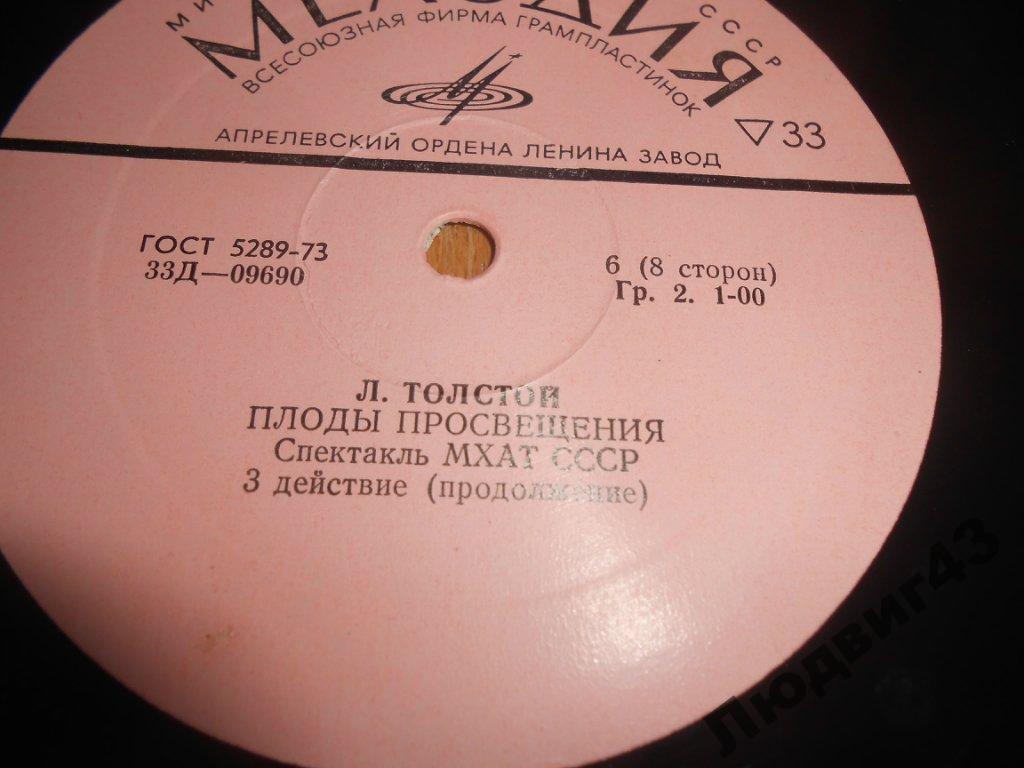 МЕЛОДИЯ
СССР
ВСЕСОЮЗНАЯ ФИРМА ГРАМПЛАСТИНОК
АПРЕЛЕВСКИЙ ОРДЕНА ЛЕНИНА ЗАВОД
33
ГОСТ 5289-73
33Д—09690
6 (8 сторон)
Гр. 2. 1-00
Л. ТОЛСТОЙ
ПЛОДЫ ПРОСВЕЩЕНИЯ
Спектакль МХАТ СССР
3 действие (продолжение)
Людвиг43